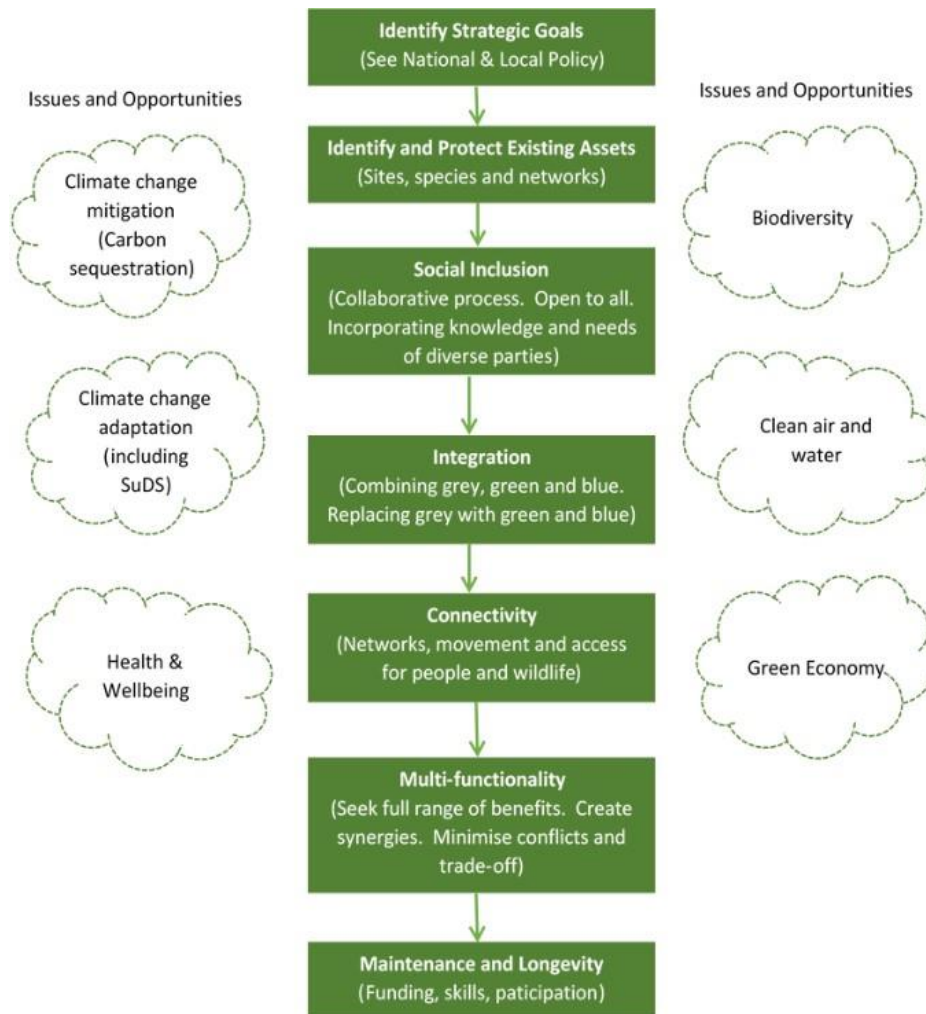 Identify Strategic Goals
(See National & Local Policy)
Issues and Opportunities
Climate change
mitigation
(Carbon
sequestration)
Climate change
adaptation
(including
SuDS)
Health &
Wellbeing
Identify and Protect Existing Assets
(Sites, species and networks)
Social Inclusion
(Collaborative process.  Open to all.
Incorporating knowledge and needs
of diverse parties)
Integration
(Combining grey, green and blue.
Replacing grey with green and blue)
Connectivity
(Networks, movement and access
for people and wildlife)
Multi-functionality
(Seek full range of benefits.  Create
synergies.  Minimise conflicts and
trade-off)
Maintenance and Longevity
(Funding, skills, paticipation)
Issues and Opportunities
Biodiversity
Clean air and
water
Green Economy